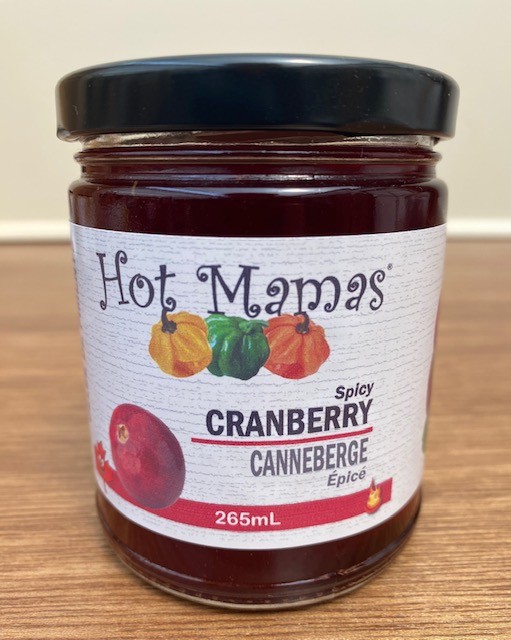 Hot Mamas®
Spicy
CRANBERRY
CANNEBERGE
Épicé
265mL